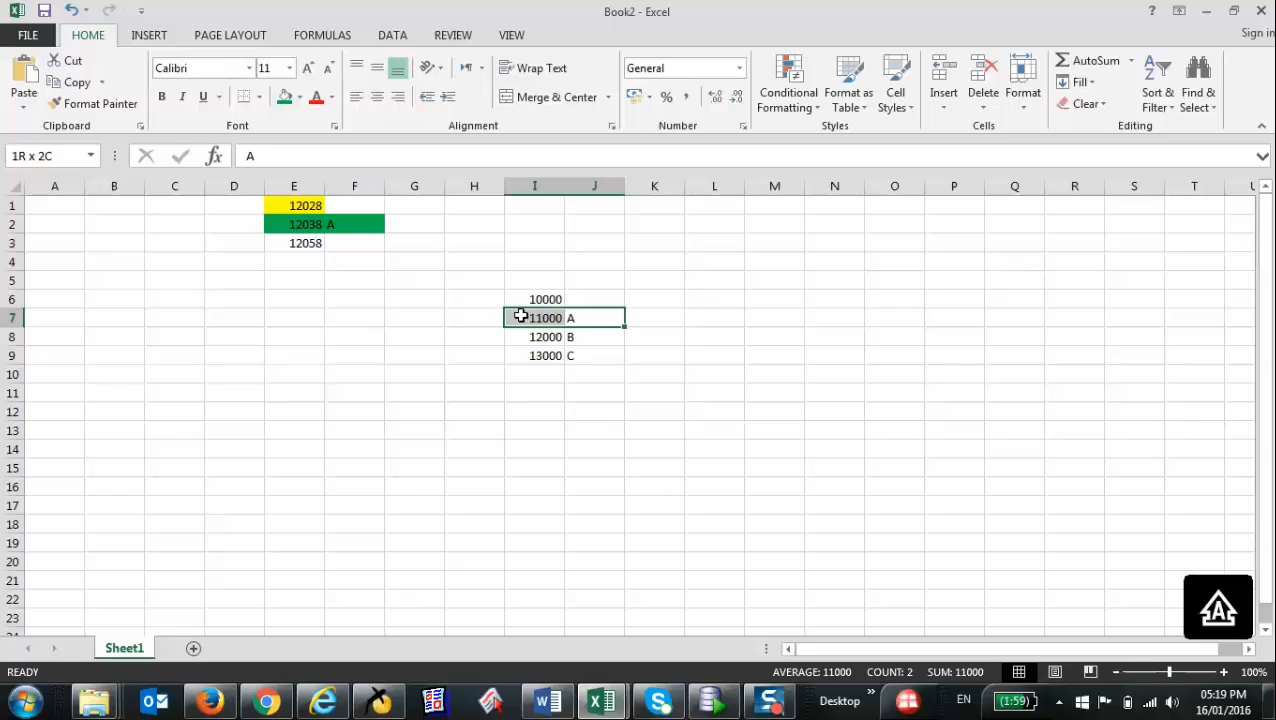 Book2 - Excel
?
FILE HOME INSERT PAGE LAYOUT FORMULAS DATA REVIEW VIEW Sign in
Paste
Cut
Copy
Format Painter
Clipboard
Calibri 11
B I U
Font
Wrap Text
Merge & Center
Alignment
General
% ,
Number
Conditional Formatting
Format as Table
Cell Styles
Styles
Insert Delete Format
Cells
AutoSum
Fill
Clear
Sort & Filter
Find & Select
Editing
1R x 2C fx A
A B C D E F G H I J K L M N O P Q R S T U
1 12028
2 12038 A
3 12058
4
5
6 10000
7 11000 A
8 12000 B
9 13000 C
10
11
12
13
14
15
16
17
18
19
20
21
22
23
24
A
Sheet1
READY AVERAGE: 11000 COUNT: 2 SUM: 11000 100%
Desktop » EN (1:59) 05:19 PM
16/01/2016